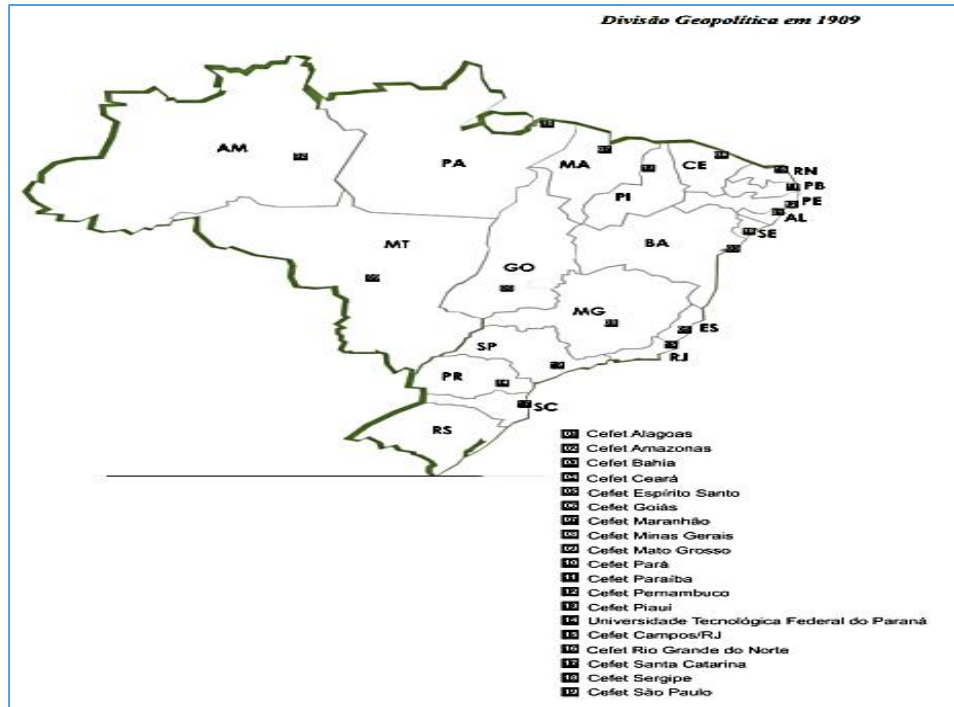 Divisão Geopolítica em 1909
AM
PA
MA
CE
RN
PB
PE
AL
SE
PI
BA
MT
GO
MG
ES
RJ
SP
PR
SC
RS
01 Cefet Alagoas
02 Cefet Amazonas
03 Cefet Bahia
04 Cefet Ceará
05 Cefet Espírito Santo
06 Cefet Goiás
07 Cefet Maranhão
08 Cefet Minas Gerais
09 Cefet Mato Grosso
10 Cefet Pará
11 Cefet Paraíba
12 Cefet Pernambuco
13 Cefet Piauí
14 Universidade Tecnológica Federal do Paraná
15 Cefet Campos/RJ
16 Cefet Rio Grande do Norte
17 Cefet Santa Catarina
18 Cefet Sergipe
19 Cefet São Paulo